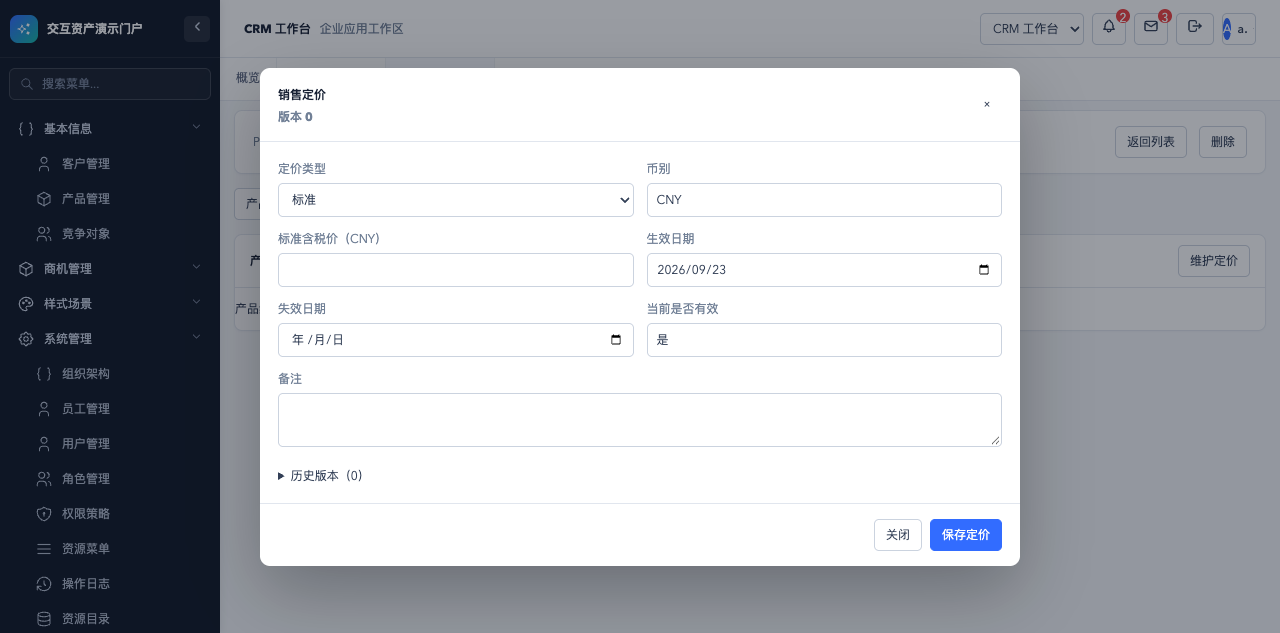 交互资产演示门户
搜索菜单...
基本信息
客户管理
产品管理
竞争对象
商机管理
样式场景
系统管理
组织架构
员工管理
用户管理
角色管理
权限策略
资源菜单
操作日志
资源目录
CRM 工作台 企业应用工作区
CRM 工作台
2
3
A a.
概览
返回列表
删除
维护定价
产品
销售定价
版本 0
×
定价类型
币别
标准
CNY
标准含税价（CNY）
生效日期
2026/09/23
失效日期
当前是否有效
年 /月/日
是
备注
历史版本（0）
关闭
保存定价